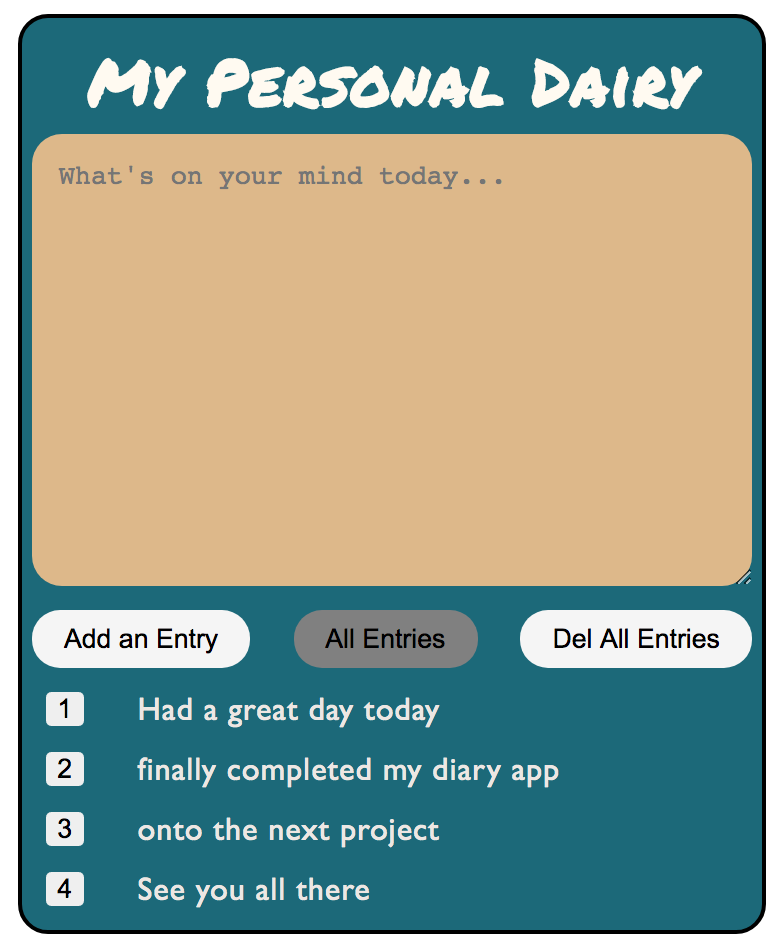 My Personal Dairy
What's on your mind today...
Add an Entry All Entries Del All Entries
1 Had a great day today
2 finally completed my diary app
3 onto the next project
4 See you all there